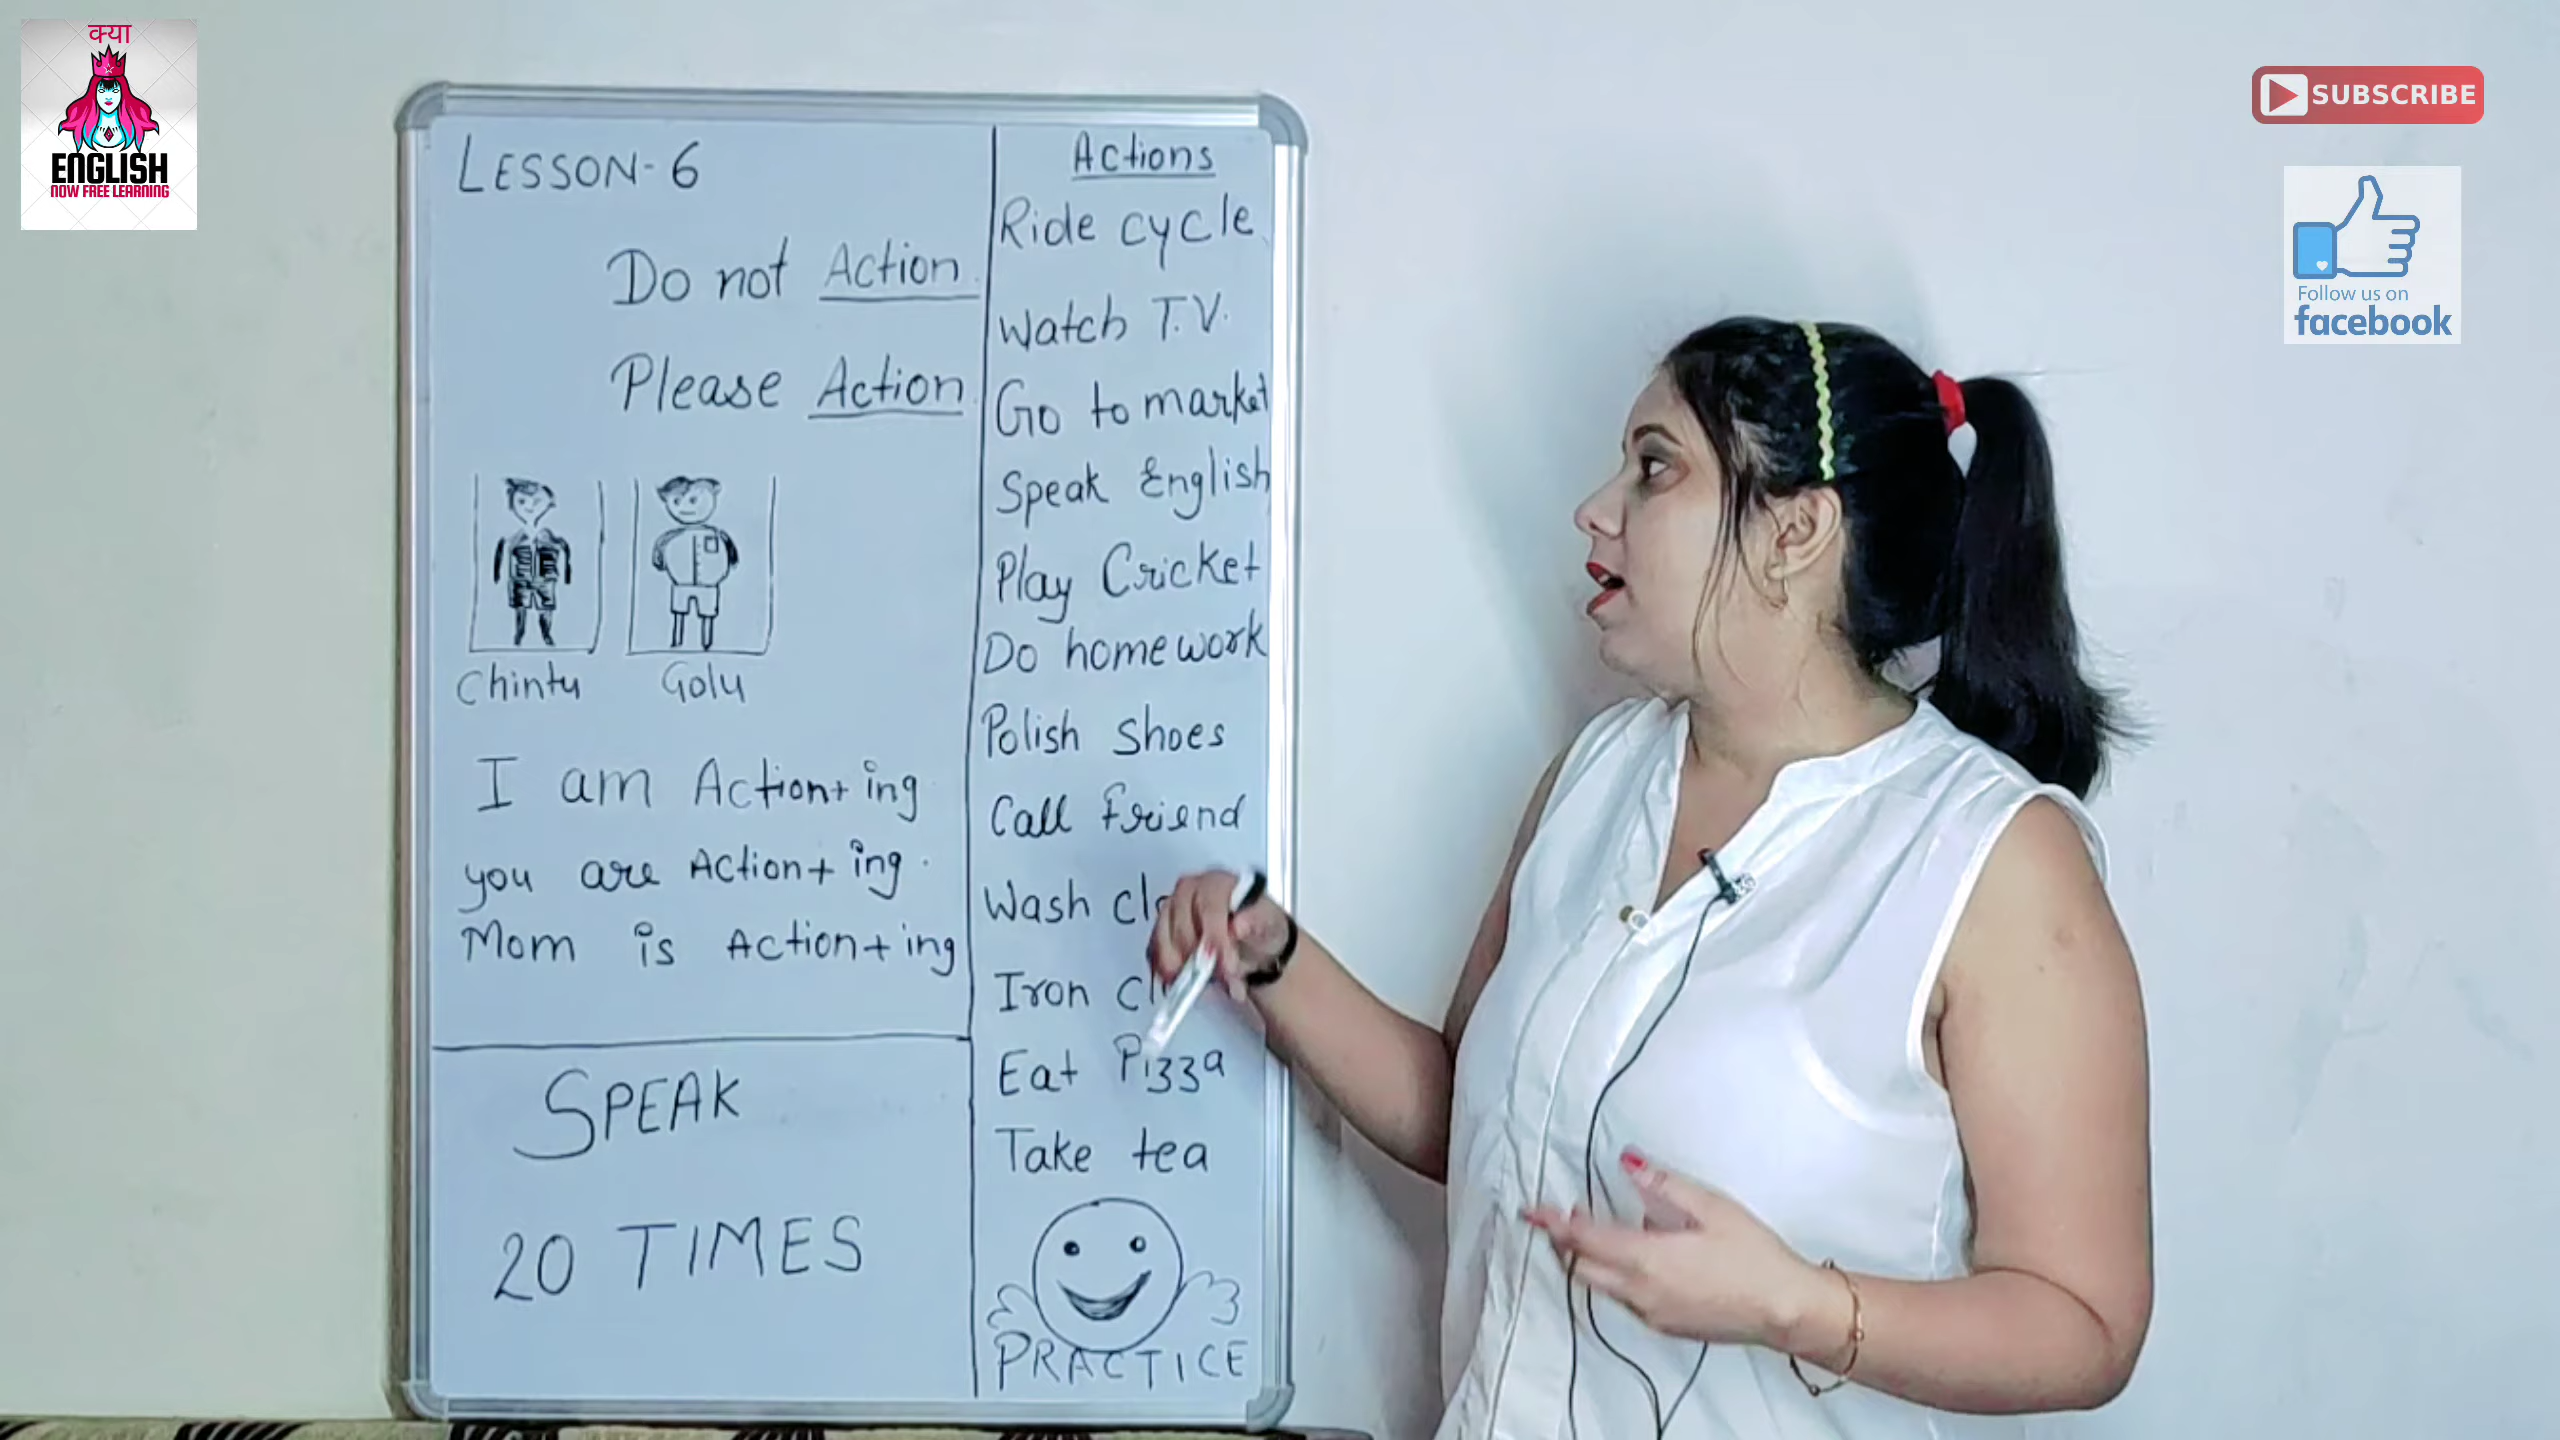 क्या
ENGLISH
NOW FREE LEARNING
LESSON-6
Do not Action.
Please Action.
Chintu
Golu
I am Action+ing
you are Action+ing.
Mom is Action+ing
SPEAK
20 TIMES
Actions
Ride cycle
Watch T.V.
Go to market
Speak English
Play Cricket
Do homework
Polish Shoes
Call friend
Wash
Iron
Eat Pizza
Take tea
PRACTICE
SUBSCRIBE
Follow us on
facebook